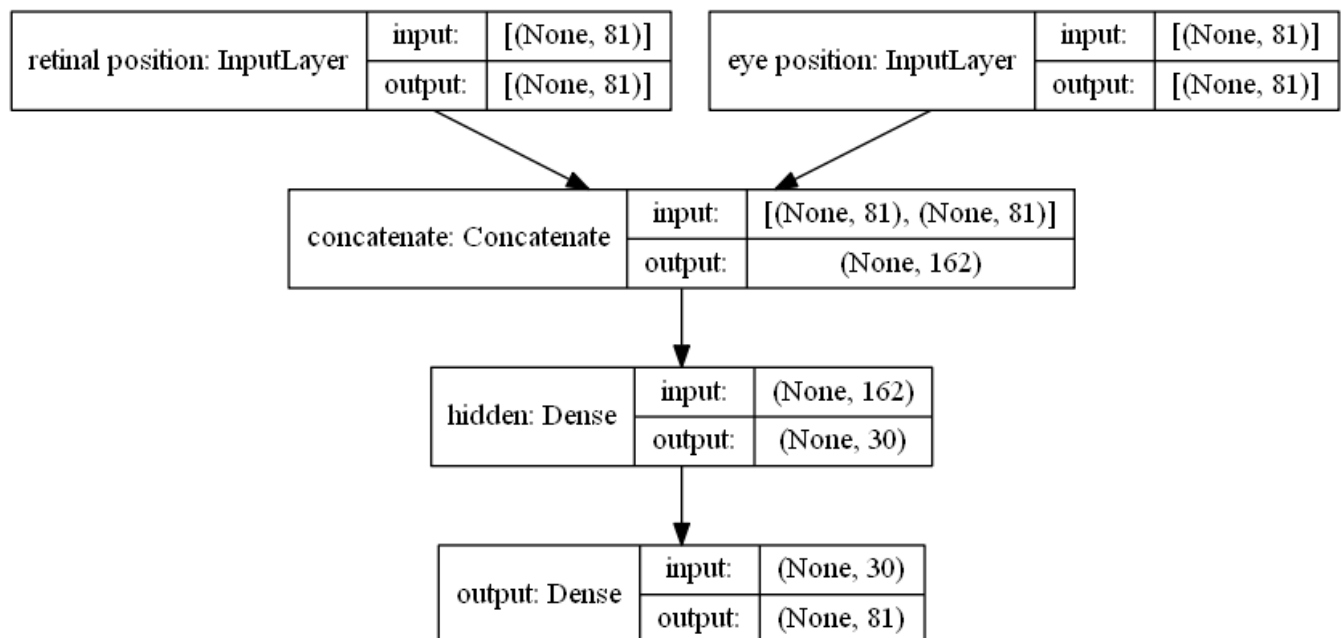 retinal position: InputLayer
input: [(None, 81)]
output: [(None, 81)]
eye position: InputLayer
input: [(None, 81)]
output: [(None, 81)]
concatenate: Concatenate
input: [(None, 81), (None, 81)]
output: (None, 162)
hidden: Dense
input: (None, 162)
output: (None, 30)
output: Dense
input: (None, 30)
output: (None, 81)